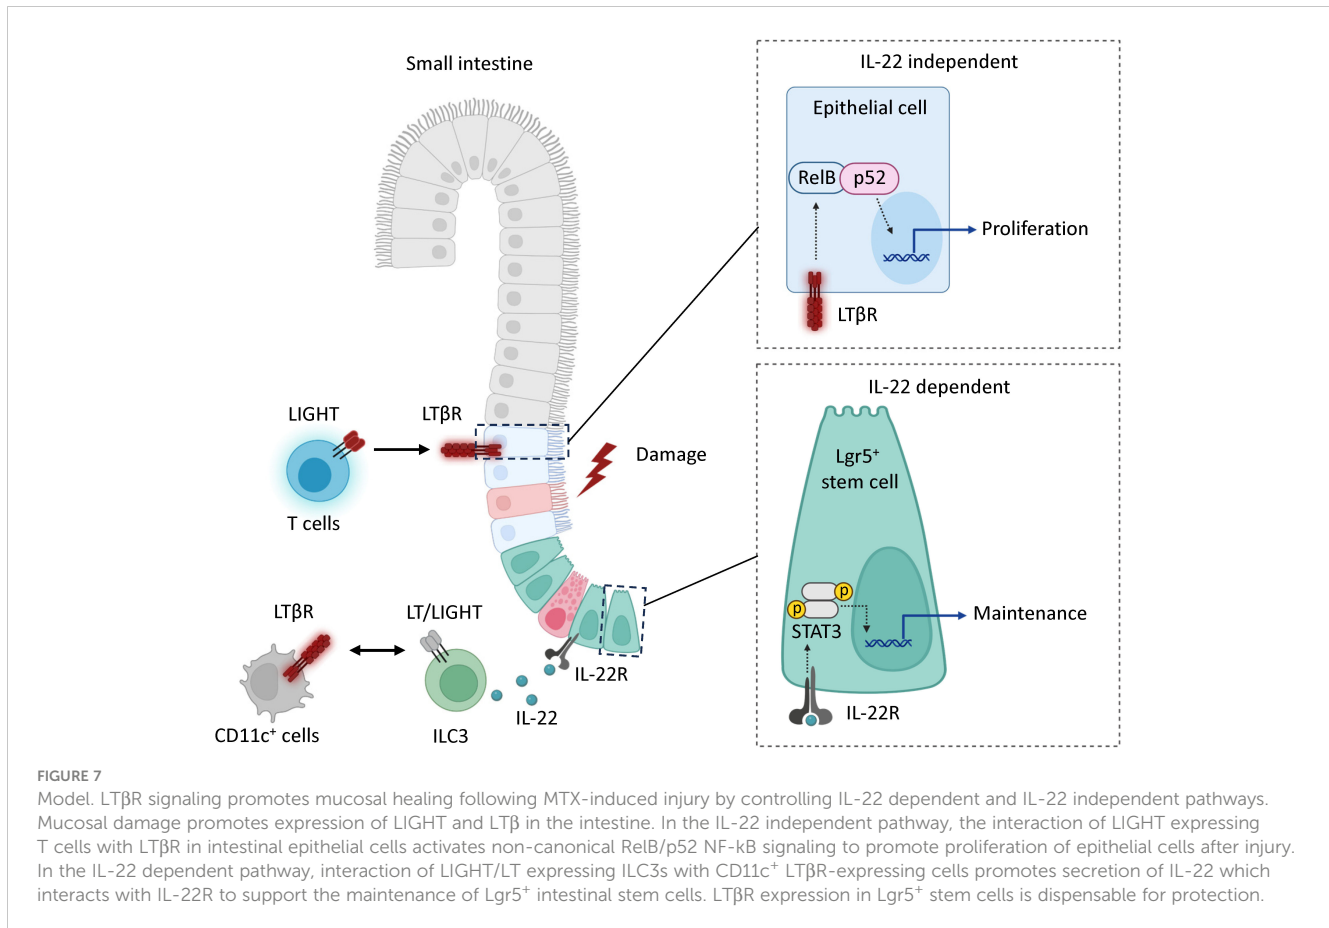 Small intestine
IL-22 independent
Epithelial cell
RelB
p52
Proliferation
LTβR
IL-22 dependent
LIGHT
LTβR
Damage
T cells
Lgr5⁺
stem cell
LTβR
LT/LIGHT
p
p
STAT3
Maintenance
IL-22R
IL-22
IL-22R
CD11c⁺ cells
ILC3
FIGURE 7
Model. LTβR signaling promotes mucosal healing following MTX-induced injury by controlling IL-22 dependent and IL-22 independent pathways.
Mucosal damage promotes expression of LIGHT and LTβ in the intestine. In the IL-22 independent pathway, the interaction of LIGHT expressing
T cells with LTβR in intestinal epithelial cells activates non-canonical RelB/p52 NF-kB signaling to promote proliferation of epithelial cells after injury.
In the IL-22 dependent pathway, interaction of LIGHT/LT expressing ILC3s with CD11c⁺ LTβR-expressing cells promotes secretion of IL-22 which
interacts with IL-22R to support the maintenance of Lgr5⁺ intestinal stem cells. LTβR expression in Lgr5⁺ stem cells is dispensable for protection.